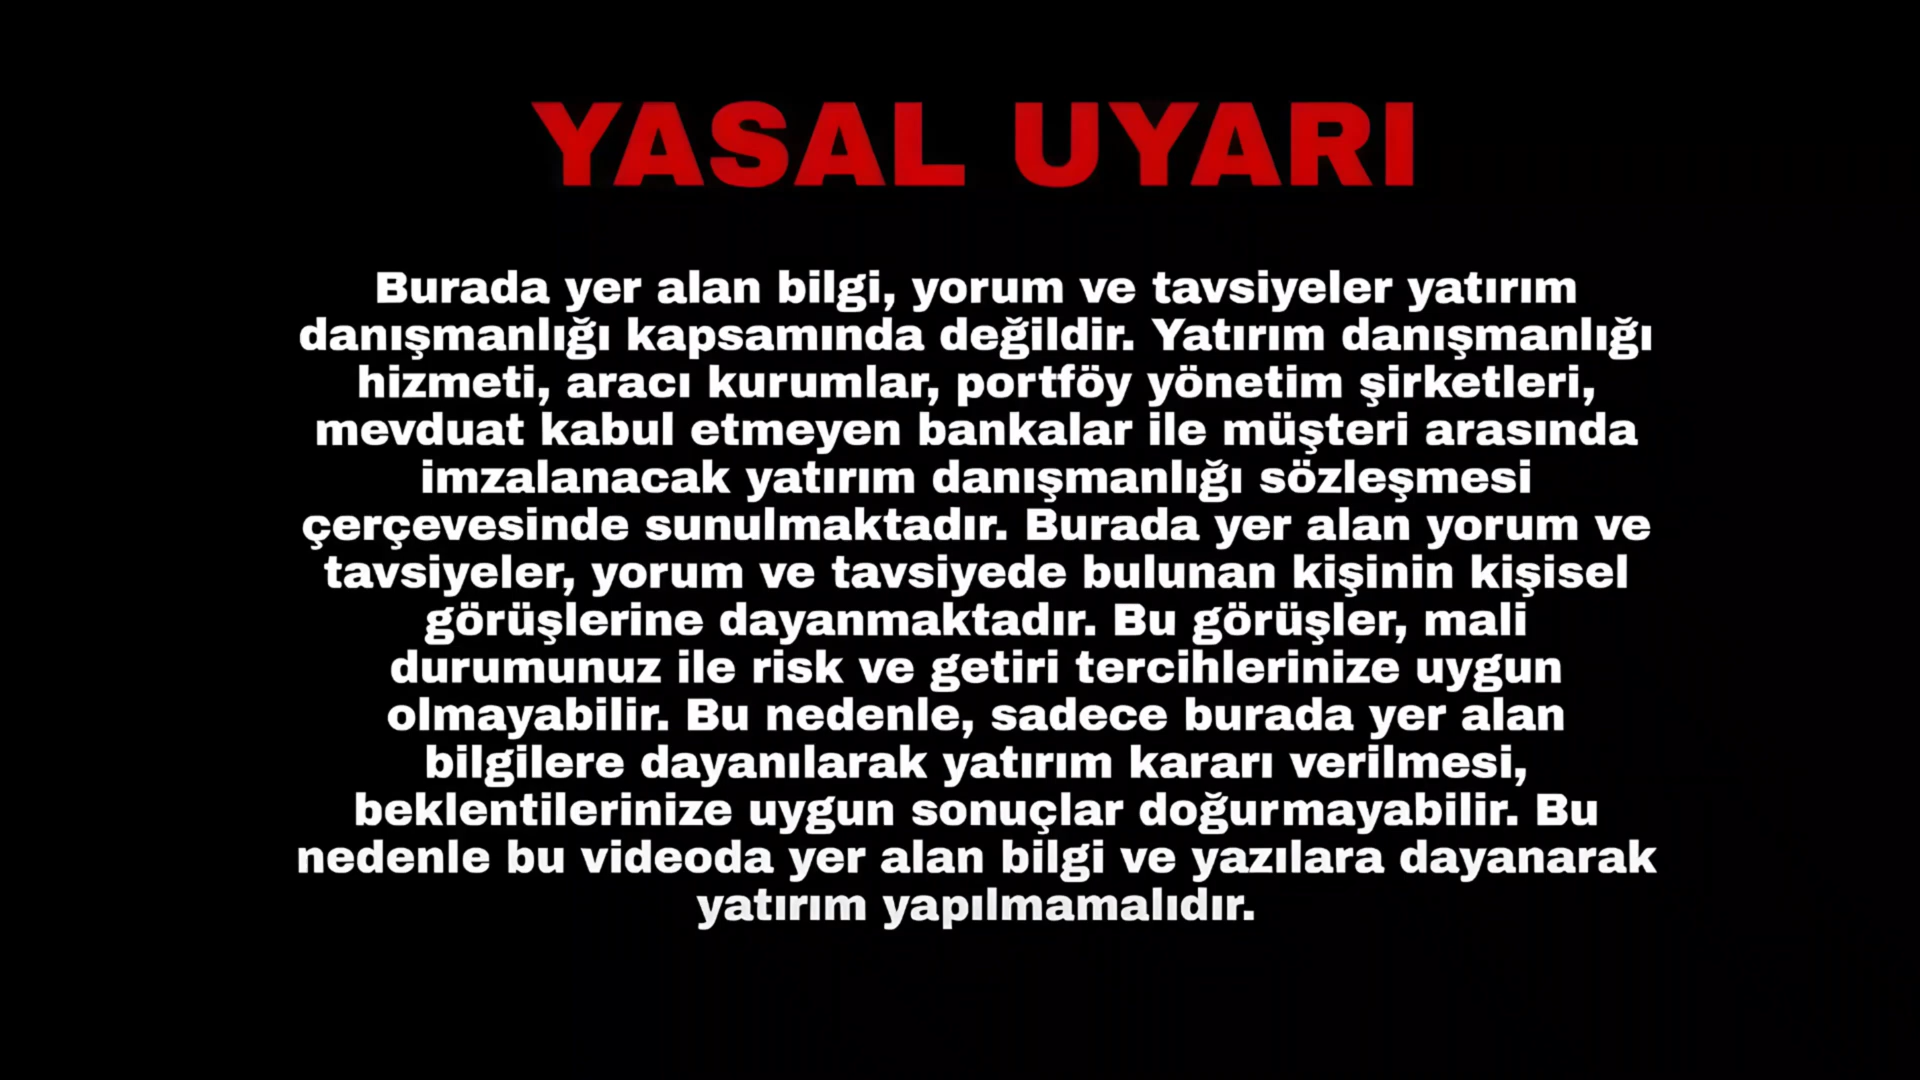 YASAL UYARI
Burada yer alan bilgi, yorum ve tavsiyeler yatırım
danışmanlığı kapsamında değildir. Yatırım danışmanlığı
hizmeti, aracı kurumlar, portföy yönetim şirketleri,
mevduat kabul etmeyen bankalar ile müşteri arasında
imzalanacak yatırım danışmanlığı sözleşmesi
çerçevesinde sunulmaktadır. Burada yer alan yorum ve
tavsiyeler, yorum ve tavsiyede bulunan kişinin kişisel
görüşlerine dayanmaktadır. Bu görüşler, mali
durumunuz ile risk ve getiri tercihlerinize uygun
olmayabilir. Bu nedenle, sadece burada yer alan
bilgilere dayanılarak yatırım kararı verilmesi,
beklentilerinize uygun sonuçlar doğurmayabilir. Bu
nedenle bu videoda yer alan bilgi ve yazılara dayanarak
yatırım yapılmamalıdır.